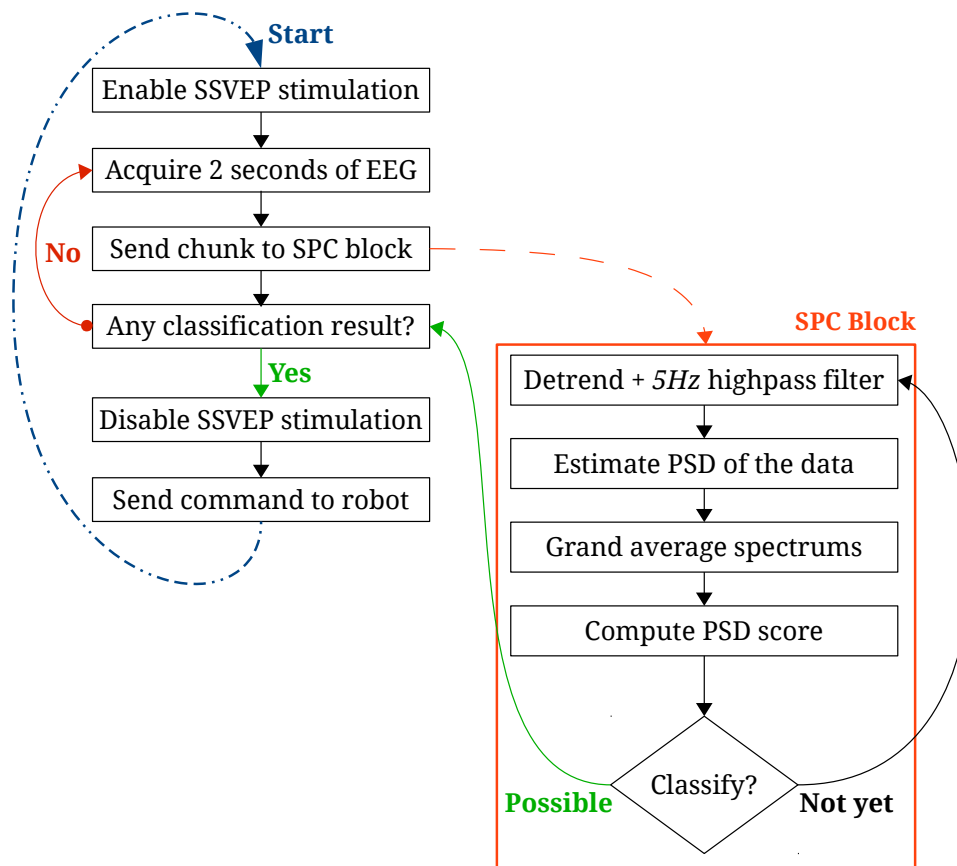 Start
Enable SSVEP stimulation
Acquire 2 seconds of EEG
No
Send chunk to SPC block
Any classification result?
Yes
Disable SSVEP stimulation
Send command to robot
SPC Block
Detrend + 5Hz highpass filter
Estimate PSD of the data
Grand average spectrums
Compute PSD score
Classify?
Possible
Not yet